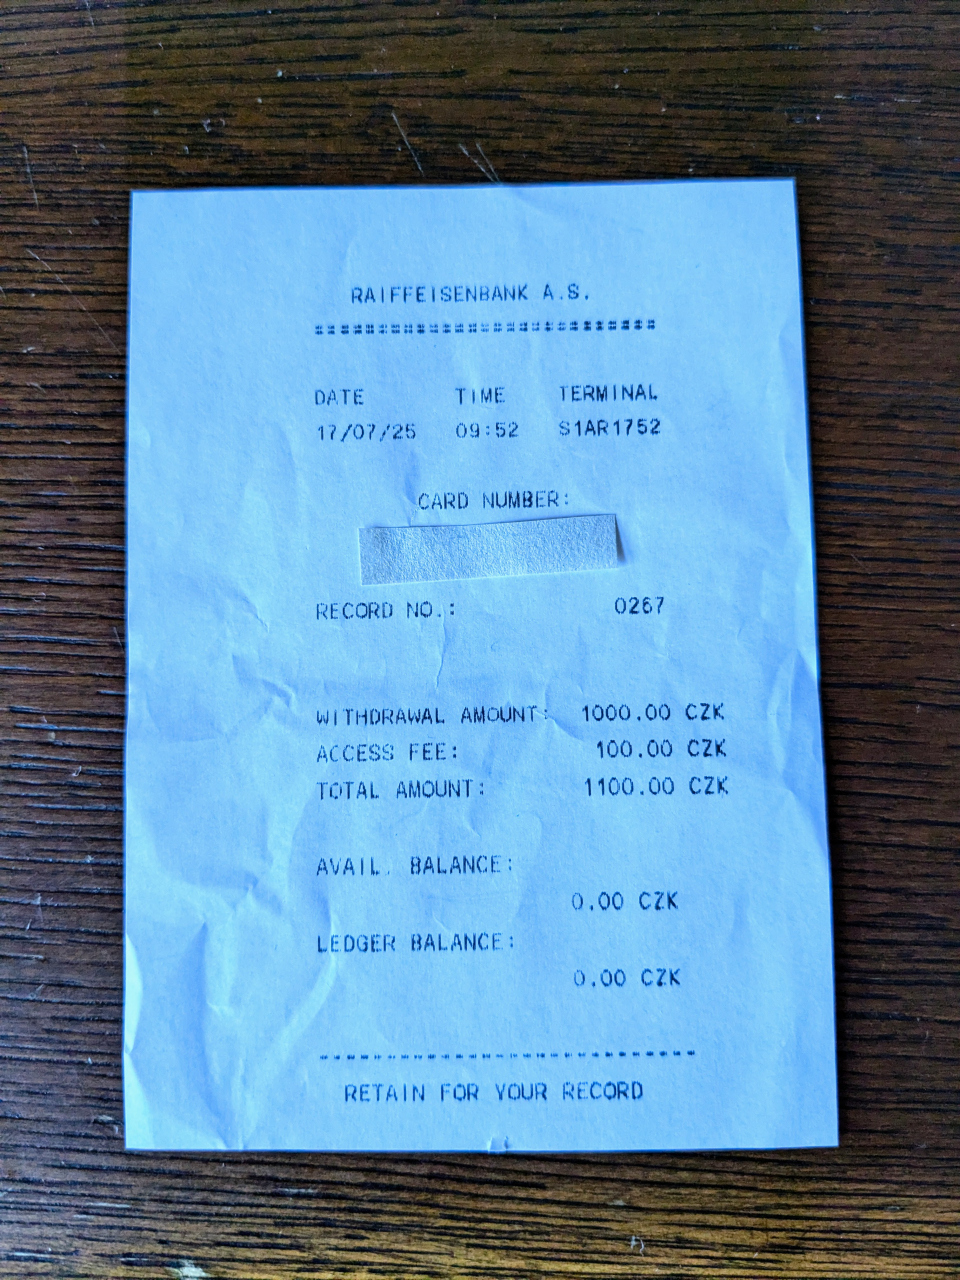 RAIFFEISENBANK A.S.
===========================
DATE TIME TERMINAL
17/07/25 09:52 S1AR1752
CARD NUMBER:
RECORD NO.: 0267
WITHDRAWAL AMOUNT: 1000.00 CZK
ACCESS FEE: 100.00 CZK
TOTAL AMOUNT: 1100.00 CZK
AVAIL. BALANCE:
0.00 CZK
LEDGER BALANCE:
0.00 CZK
----------------------------
RETAIN FOR YOUR RECORD